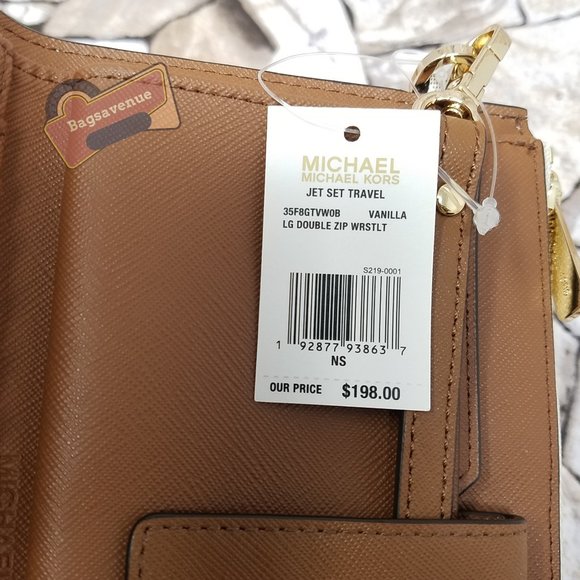 Bagsavenue
MICHAEL
MICHAEL KORS
JET SET TRAVEL
35F8GTVW0B VANILLA
LG DOUBLE ZIP WRSTLT
S219-0001
1 92877 93863 7
NS
OUR PRICE $198.00
MICHAE